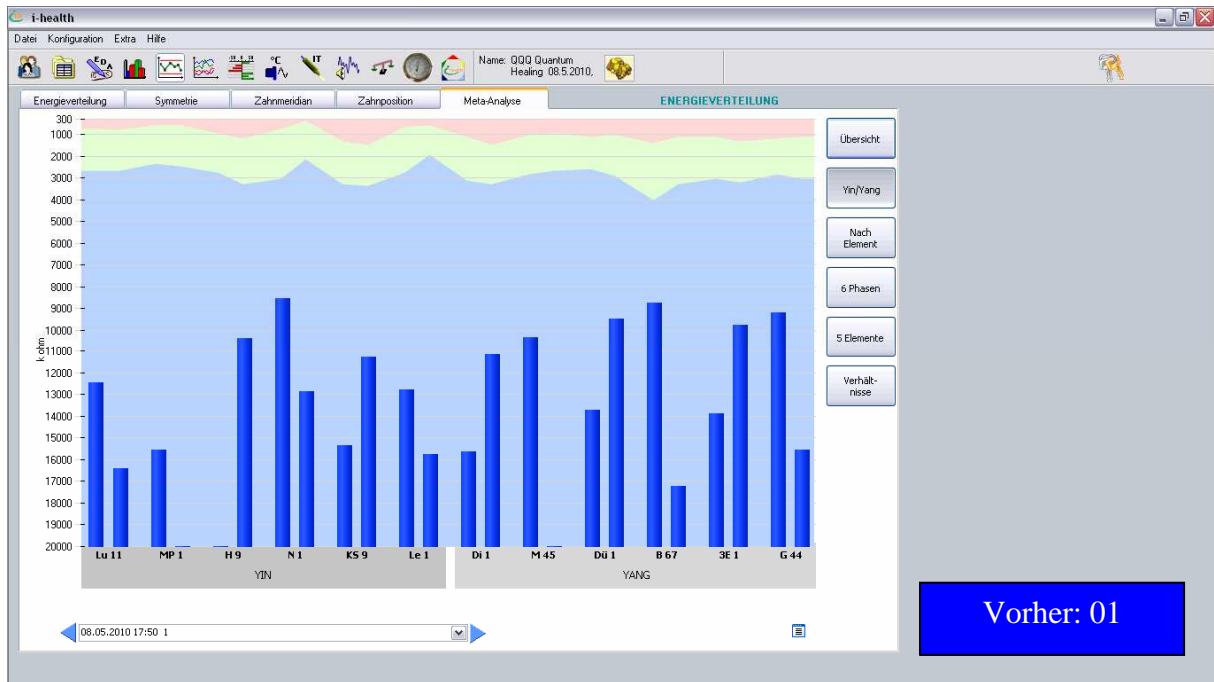 i-health
Datei Konfiguration Extra Hilfe
EDA
°C
IT
Name: QQQ Quantum
Healing 08.5.2010,
Energieverteilung Symmetrie Zahnmeridian Zahnposition Meta-Analyse ENERGIEVERTEILUNG
300
1000
2000
3000
4000
5000
6000
7000
8000
9000
10000
11000
12000
13000
14000
15000
16000
17000
18000
19000
20000
k ohm
Lu 11 MP 1 H 9 N 1 KS 9 Le 1 Di 1 M 45 Dü 1 B 67 3E 1 G 44
YIN YANG
Übersicht
Yin/Yang
Nach
Element
6 Phasen
5 Elemente
Verhält-
nisse
08.05.2010 17:50 1
Vorher: 01